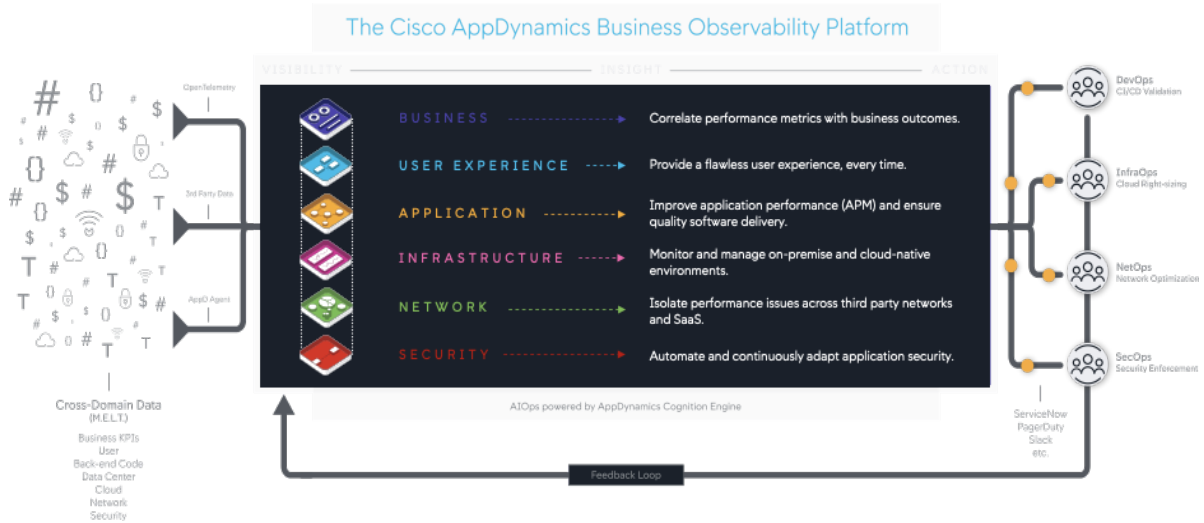 The Cisco AppDynamics Business Observability Platform
VISIBILITY
INSIGHT
ACTION
OpenTelemetry
3rd Party Data
AppD Agent
BUSINESS
Correlate performance metrics with business outcomes.
USER EXPERIENCE
Provide a flawless user experience, every time.
APPLICATION
Improve application performance (APM) and ensure
quality software delivery.
INFRASTRUCTURE
Monitor and manage on-premise and cloud-native
environments.
NETWORK
Isolate performance issues across third party networks
and SaaS.
SECURITY
Automate and continuously adapt application security.
AIOps powered by AppDynamics Cognition Engine
DevOps
CI/CD Validation
InfraOps
Cloud Right-sizing
NetOps
Network Optimization
SecOps
Security Enforcement
ServiceNow
PagerDuty
Slack
etc.
Cross-Domain Data
(M.E.L.T.)
Business KPIs
User
Back-end Code
Data Center
Cloud
Network
Security
Feedback Loop